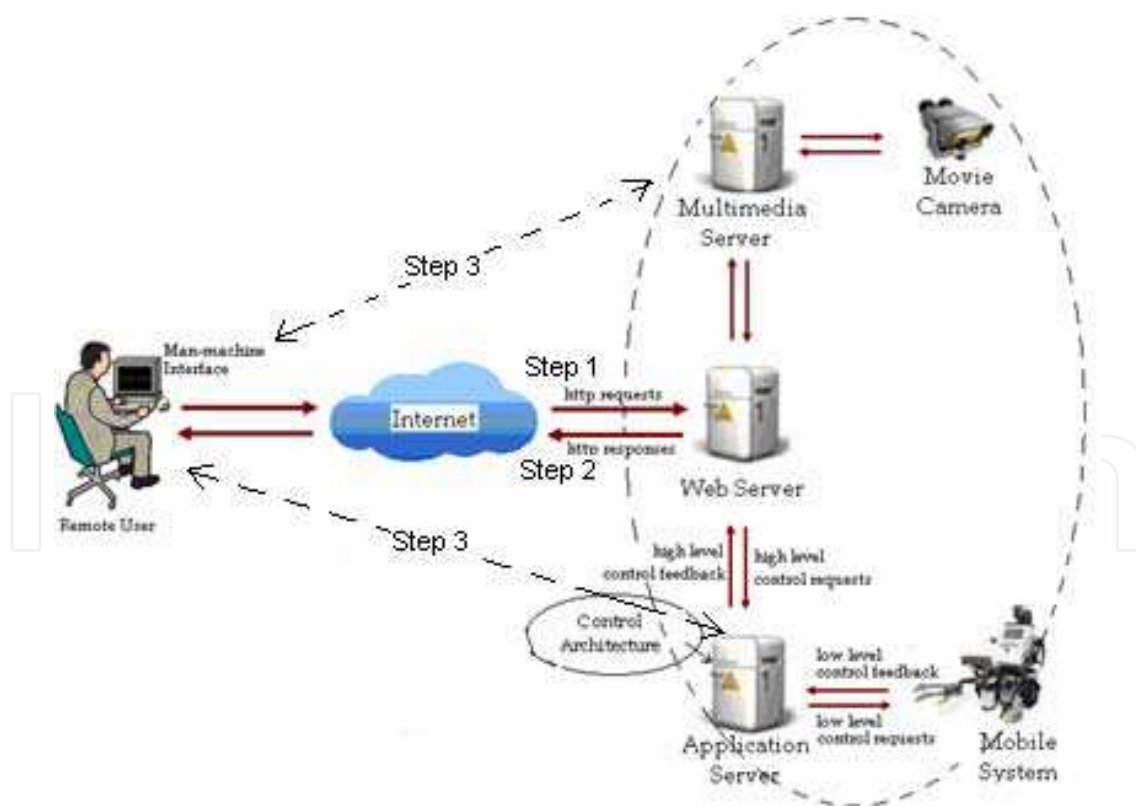 Multimedia
Server
Movie
Camera
Step 3
Man-machine
Interface
Internet
Step 1
http requests
http responses
Step 2
Web Server
Remote User
Step 3
high level
control feedback
high level
control requests
Control
Architecture
low level
control feedback
low level
control requests
Application
Server
Mobile
System